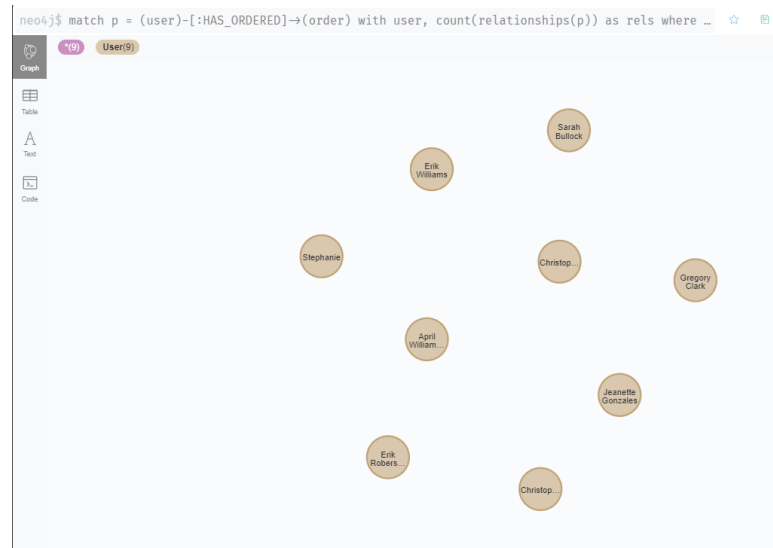 neo4j$ match p = (user)-[:HAS_ORDERED]→(order) with user, count(relationships(p)) as rels where …
*(9) User(9)
Graph
Table
Text
Code
Sarah
Bullock
Erik
Williams
Stephanie
Christop…
Gregory
Clark
April
William…
Jeanette
Gonzales
Erik
Robers…
Christop…